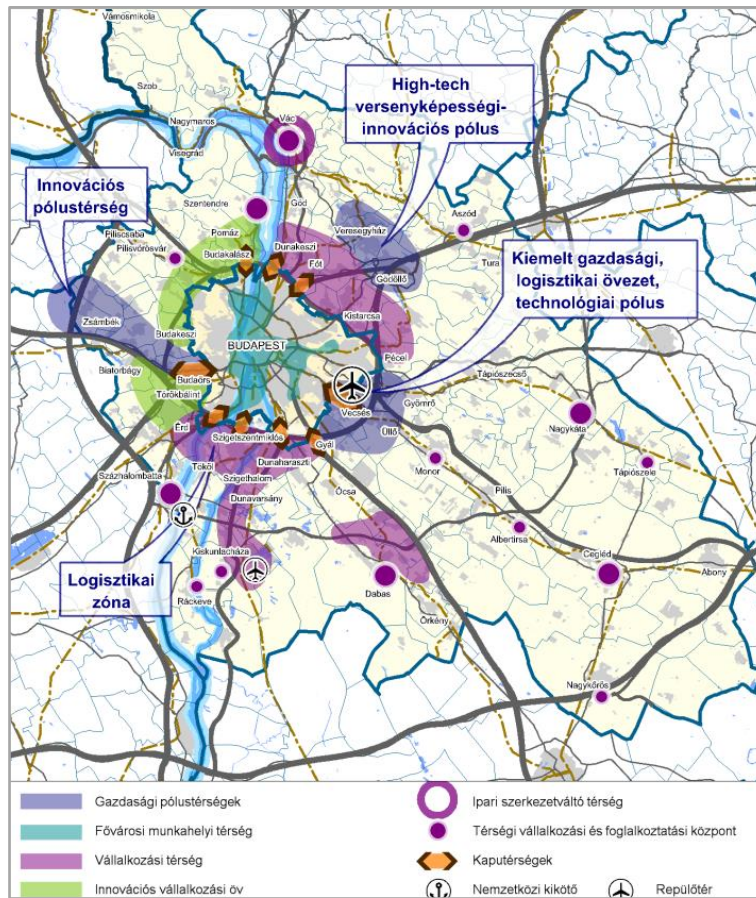 Városmikola
Szob
Nagymaros
Visegrád
Vác
High-tech
versenyképességi-
innovációs pólus
Innovációs
pólustérség
Szentendre
Göd
Veresegyház
Aszód
Piliscsaba
Pilisvörösvár
Pomáz
Budakalász
Dunakeszi
Fót
Gödöllő
Tura
Kiemelt gazdasági,
logisztikai övezet,
technológiai pólus
Zsámbék
Budakeszi
Kistarcsa
BUDAPEST
Pécel
Biatorbágy
Budaörs
Törökbálint
Tápiószecső
Vecsés
Gyömrő
Nagykáta
Érd
Szigetszentmiklós
Gyál
Üllő
Tököl
Dunaharaszti
Monor
Tápiószele
Százhalombatta
Szigethalom
Dunavarsány
Ócsa
Pilis
Albertirsa
Cegléd
Abony
Kiskunlacháza
Logisztikai
zóna
Ráckeve
Dabas
Örkény
Nagykőrös
Gazdasági pólustérségek
Ipari szerkezetváltó térség
Fővárosi munkahelyi térség
Térségi vállalkozási és foglalkoztatási központ
Vállalkozási térség
Kaputérségek
Innovációs vállalkozási öv
Nemzetközi kikötő
Repülőtér